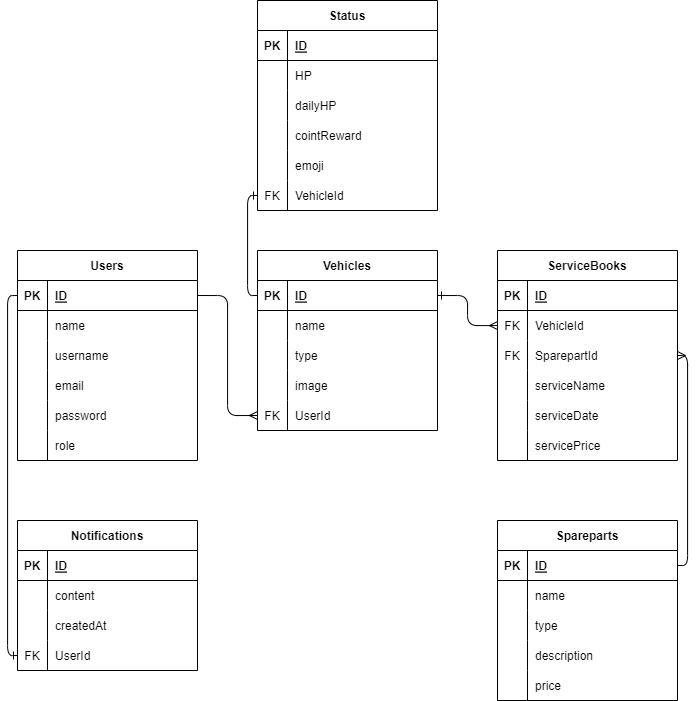 Status
PK ID
HP
dailyHP
cointReward
emoji
FK VehicleId
Users
PK ID
name
username
email
password
role
Vehicles
PK ID
name
type
image
FK UserId
ServiceBooks
PK ID
FK VehicleId
FK SparepartId
serviceName
serviceDate
servicePrice
Notifications
PK ID
content
createdAt
FK UserId
Spareparts
PK ID
name
type
description
price